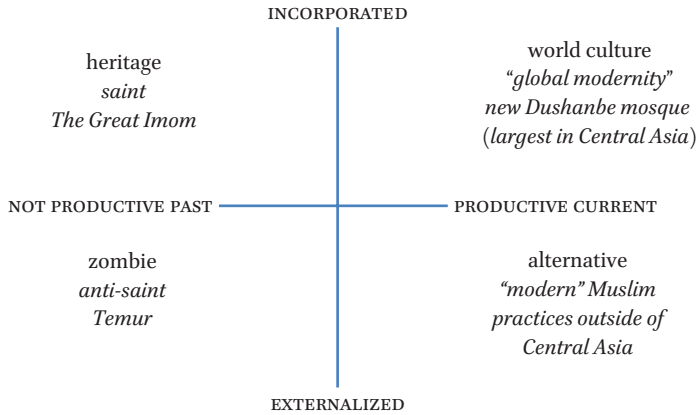 INCORPORATED
heritage
saint
The Great Imom
world culture
“global modernity”
new Dushanbe mosque
(largest in Central Asia)
NOT PRODUCTIVE PAST
PRODUCTIVE CURRENT
zombie
anti-saint
Temur
alternative
“modern” Muslim
practices outside of
Central Asia
EXTERNALIZED